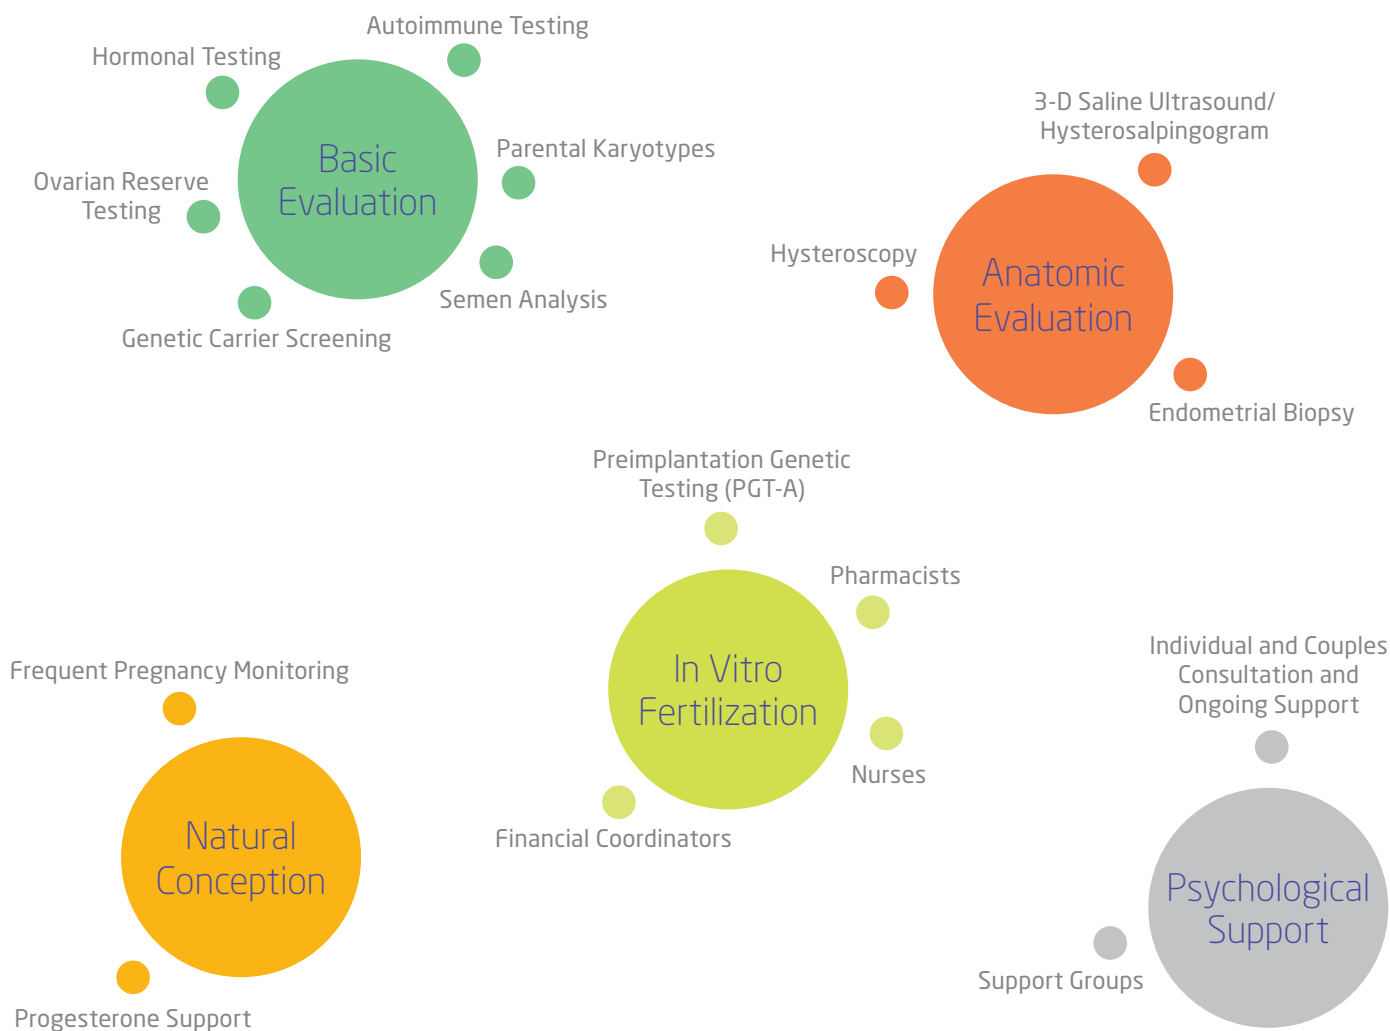 Autoimmune Testing
Hormonal Testing
Basic
Evaluation
Parental Karyotypes
Ovarian Reserve
Testing
Semen Analysis
Genetic Carrier Screening
3-D Saline Ultrasound/
Hysterosalpingogram
Hysteroscopy
Anatomic
Evaluation
Endometrial Biopsy
Preimplantation Genetic
Testing (PGT-A)
Pharmacists
In Vitro
Fertilization
Nurses
Financial Coordinators
Frequent Pregnancy Monitoring
Natural
Conception
Progesterone Support
Individual and Couples
Consultation and
Ongoing Support
Psychological
Support
Support Groups